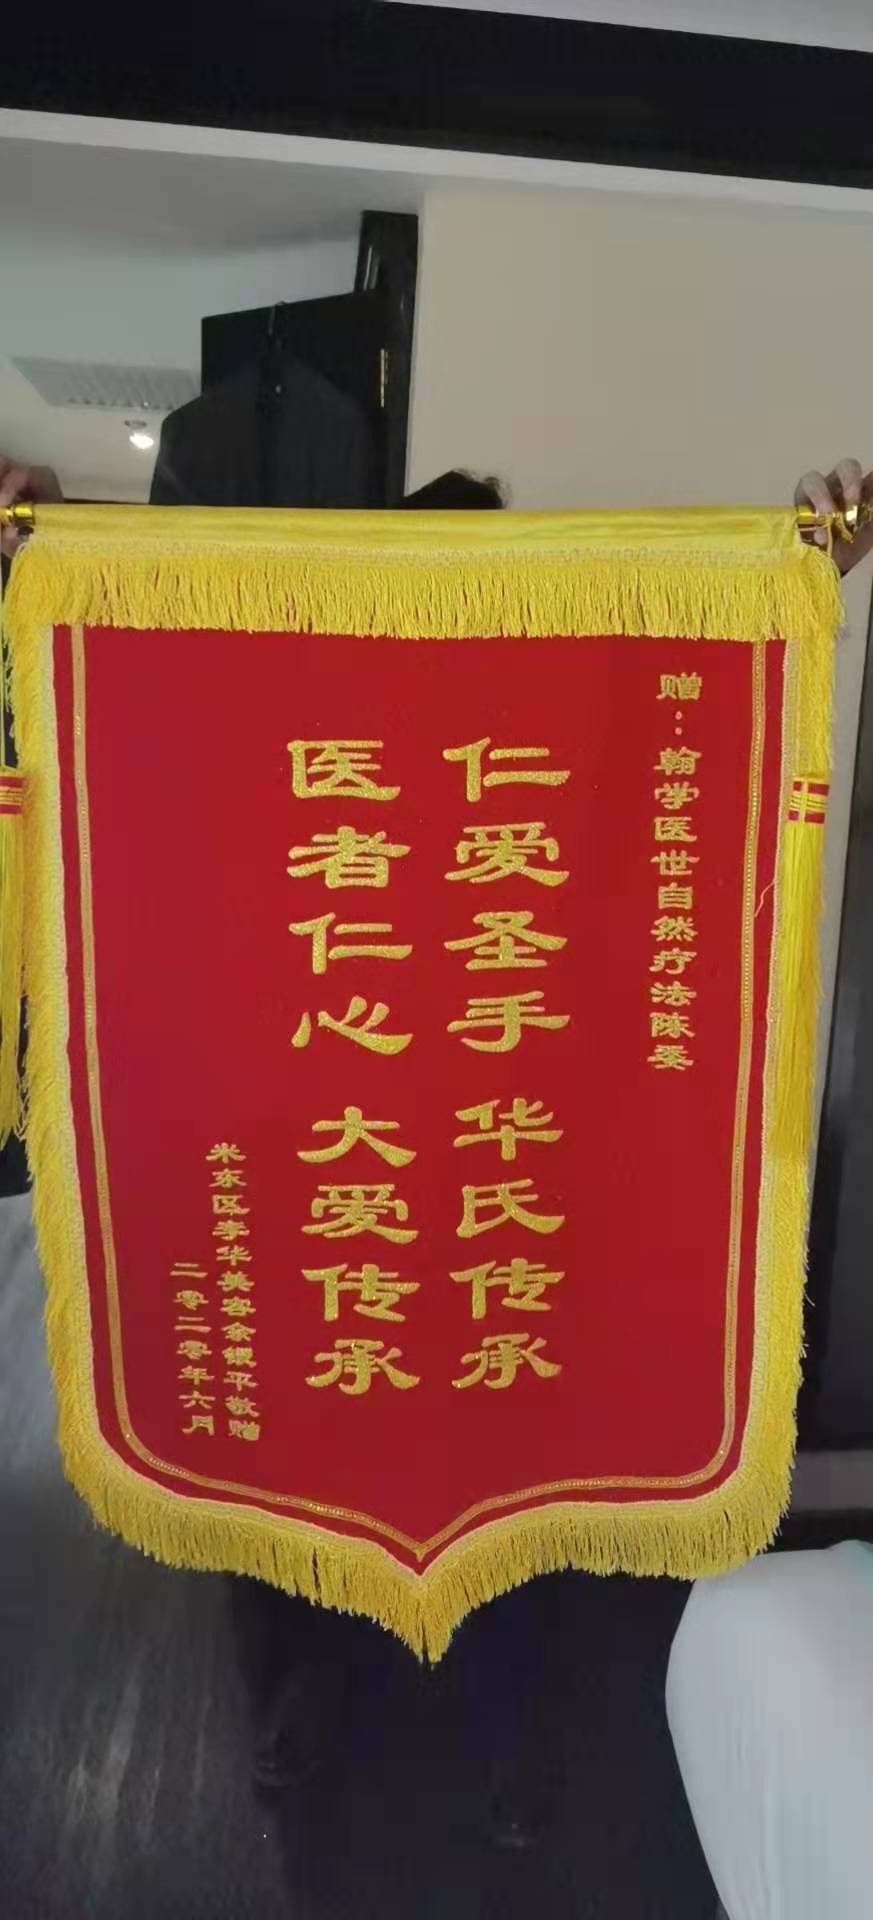 赠：翰学医世自然疗法陈委
仁爱圣手 华氏传承
医者仁心 大爱传承
米东区李华美容余银平敬赠
二零二零年六月